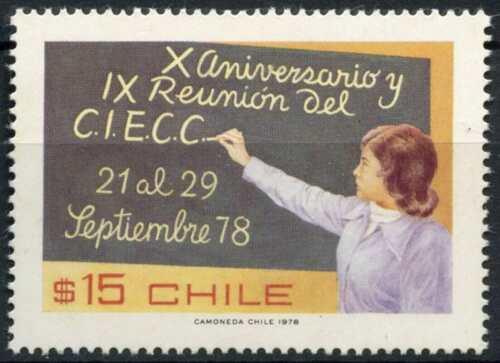 X Aniversario y
IX Reunión del
C.I.E.C.C.
21 al 29
Septiembre 78
$15 CHILE
CAMONEDA CHILE 1978